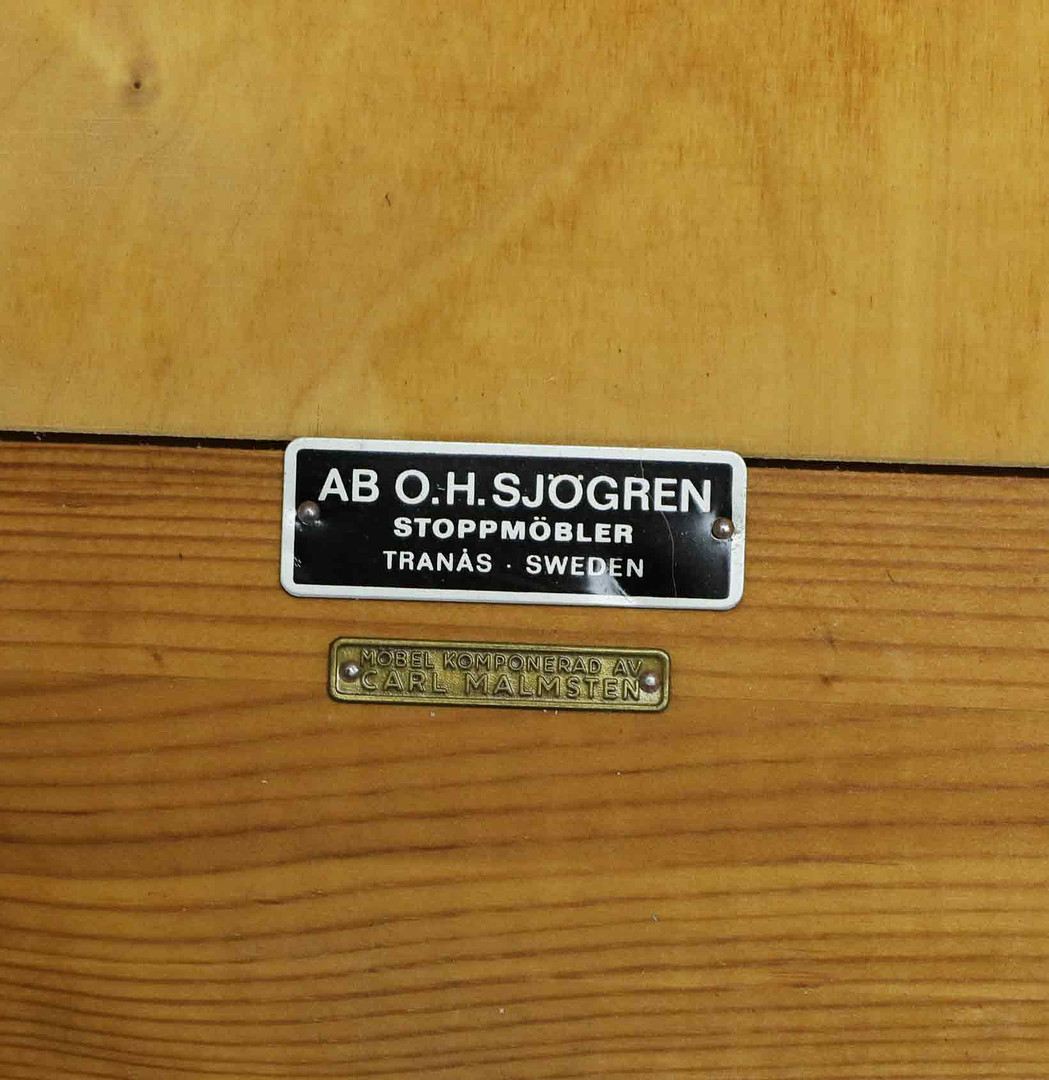 AB O.H. SJÖGREN
STOPPMÖBLER
TRANÅS · SWEDEN
MÖBEL KOMPONERAD AV
CARL MALMSTEN